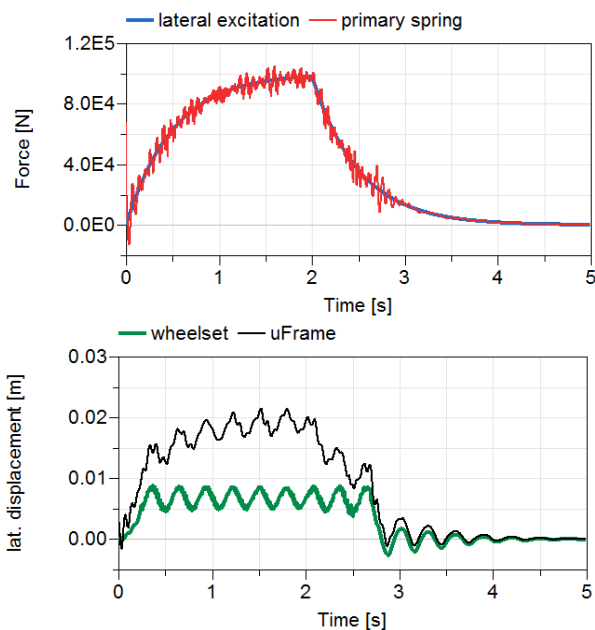 lateral excitation primary spring
Force [N]
1.2E5
8.0E4
4.0E4
0.0E0
0 1 2 3 4 5
Time [s]
wheelset uFrame
lat. displacement [m]
0.03
0.02
0.01
0.00
0 1 2 3 4 5
Time [s]